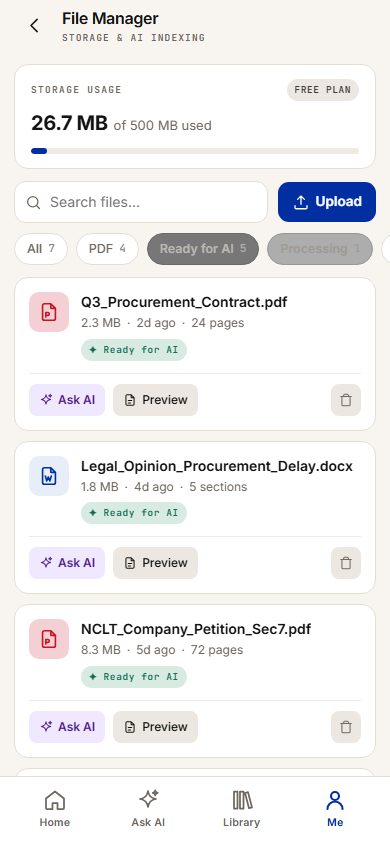 File Manager
STORAGE & AI INDEXING
STORAGE USAGE
FREE PLAN
26.7 MB of 500 MB used
Search files...
Upload
All 7
PDF 4
Ready for AI 5
Processing 1
Q3_Procurement_Contract.pdf
2.3 MB · 2d ago · 24 pages
Ready for AI
Ask AI
Preview
Legal_Opinion_Procurement_Delay.docx
1.8 MB · 4d ago · 5 sections
Ready for AI
Ask AI
Preview
NCLT_Company_Petition_Sec7.pdf
8.3 MB · 5d ago · 72 pages
Ready for AI
Ask AI
Preview
Home
Ask AI
Library
Me